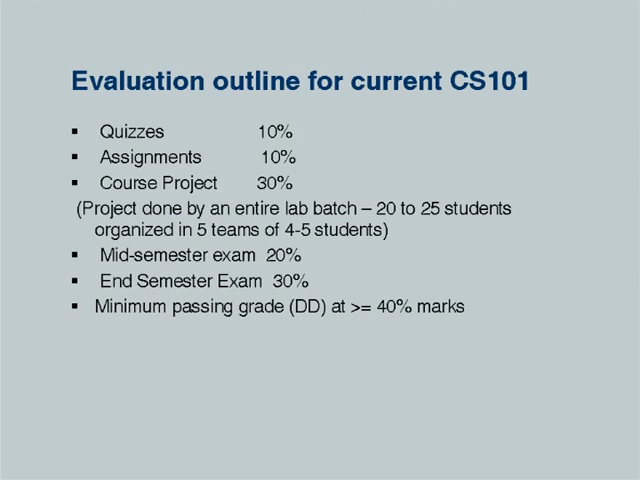 Evaluation outline for current CS101
▪ Quizzes 10%
▪ Assignments 10%
▪ Course Project 30%
(Project done by an entire lab batch – 20 to 25 students
organized in 5 teams of 4-5 students)
▪ Mid-semester exam 20%
▪ End Semester Exam 30%
▪ Minimum passing grade (DD) at >= 40% marks